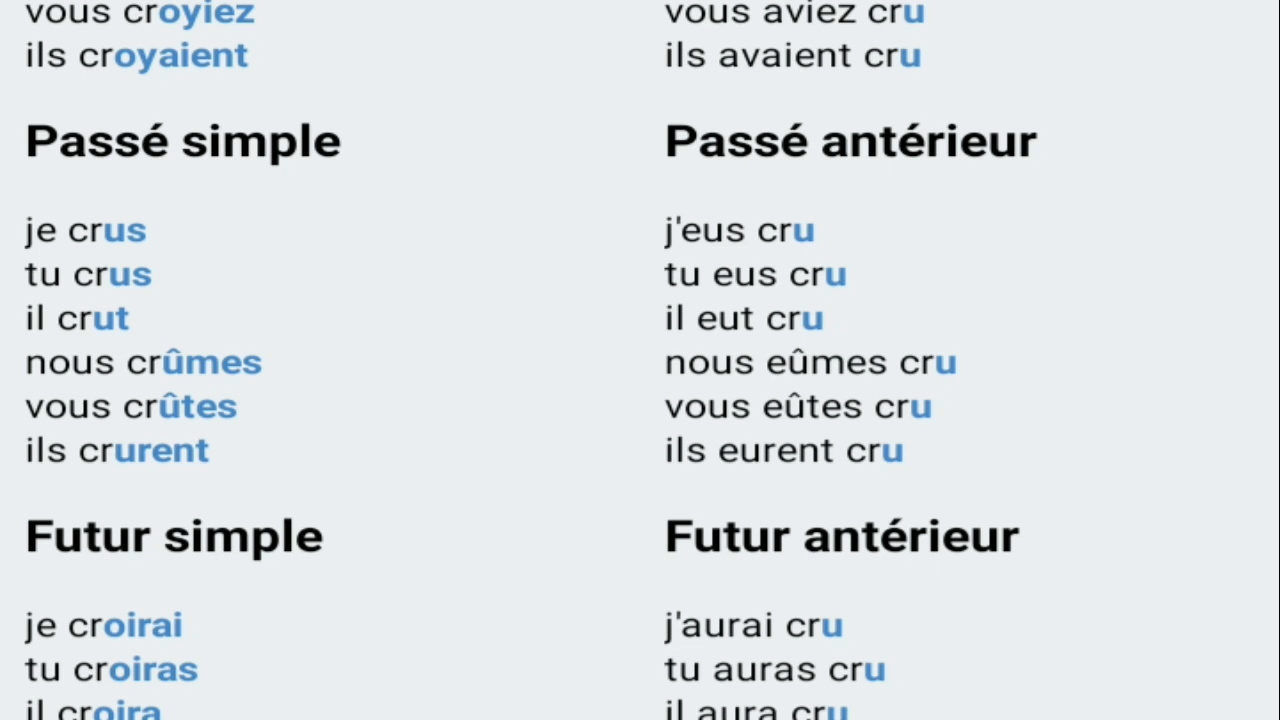 vous croyiez
ils croyaient
Passé simple
je crus
tu crus
il crut
nous crûmes
vous crûtes
ils crurent
Futur simple
je croirai
tu croiras
il croira
vous aviez cru
ils avaient cru
Passé antérieur
j'eus cru
tu eus cru
il eut cru
nous eûmes cru
vous eûtes cru
ils eurent cru
Futur antérieur
j'aurai cru
tu auras cru
il aura cru